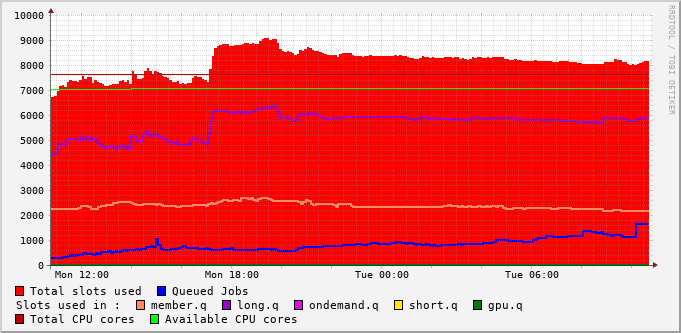 10000
9000
8000
7000
6000
5000
4000
3000
2000
1000
0
Mon 12:00 Mon 18:00 Tue 00:00 Tue 06:00
RRDTOOL / TOBI OETIKER
Total slots used Queued Jobs
Slots used in : member.q long.q ondemand.q short.q gpu.q
Total CPU cores Available CPU cores